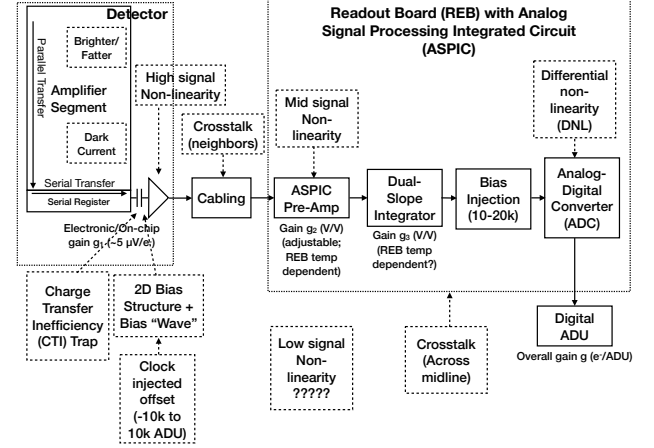 Detector
Readout Board (REB) with Analog
Signal Processing Integrated Circuit
(ASPIC)
Parallel Transfer
Brighter/
Fatter
Amplifier
Segment
Dark
Current
Serial Transfer
Serial Register
Electronic/On-chip
gain g₁ (~5 μV/e-)
High signal
Non-linearity
Crosstalk
(neighbors)
Cabling
Mid signal
Non-
linearity
ASPIC
Pre-Amp
Gain g₂ (V/V)
(adjustable;
REB temp
dependent)
Dual-
Slope
Integrator
Gain g₃ (V/V)
(REB temp
dependent?)
Bias
Injection
(10-20k)
Differential
non-
linearity
(DNL)
Analog-
Digital
Converter
(ADC)
Charge
Transfer
Inefficiency
(CTI) Trap
2D Bias
Structure +
Bias “Wave”
Clock
injected
offset
(-10k to
10k ADU)
Low signal
Non-
linearity
?????
Crosstalk
(Across
midline)
Digital
ADU
Overall gain g (e-/ADU)